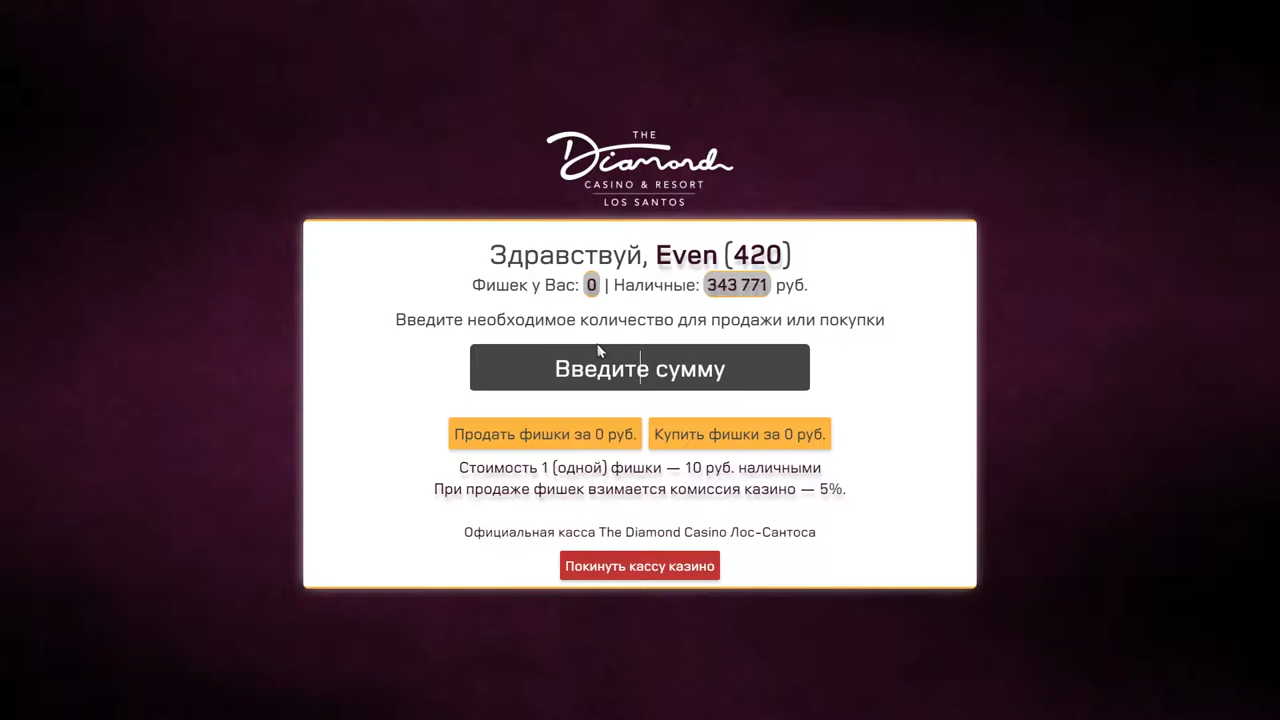 THE
Diamond
CASINO & RESORT
LOS SANTOS
Здравствуй, Even (420)
Фишек у Вас: 0 | Наличные: 343 771 руб.
Введите необходимое количество для продажи или покупки
Введите сумму
Продать фишки за 0 руб. Купить фишки за 0 руб.
Стоимость 1 (одной) фишки — 10 руб. наличными
При продаже фишек взимается комиссия казино — 5%.
Официальная касса The Diamond Casino Лос-Сантоса
Покинуть кассу казино